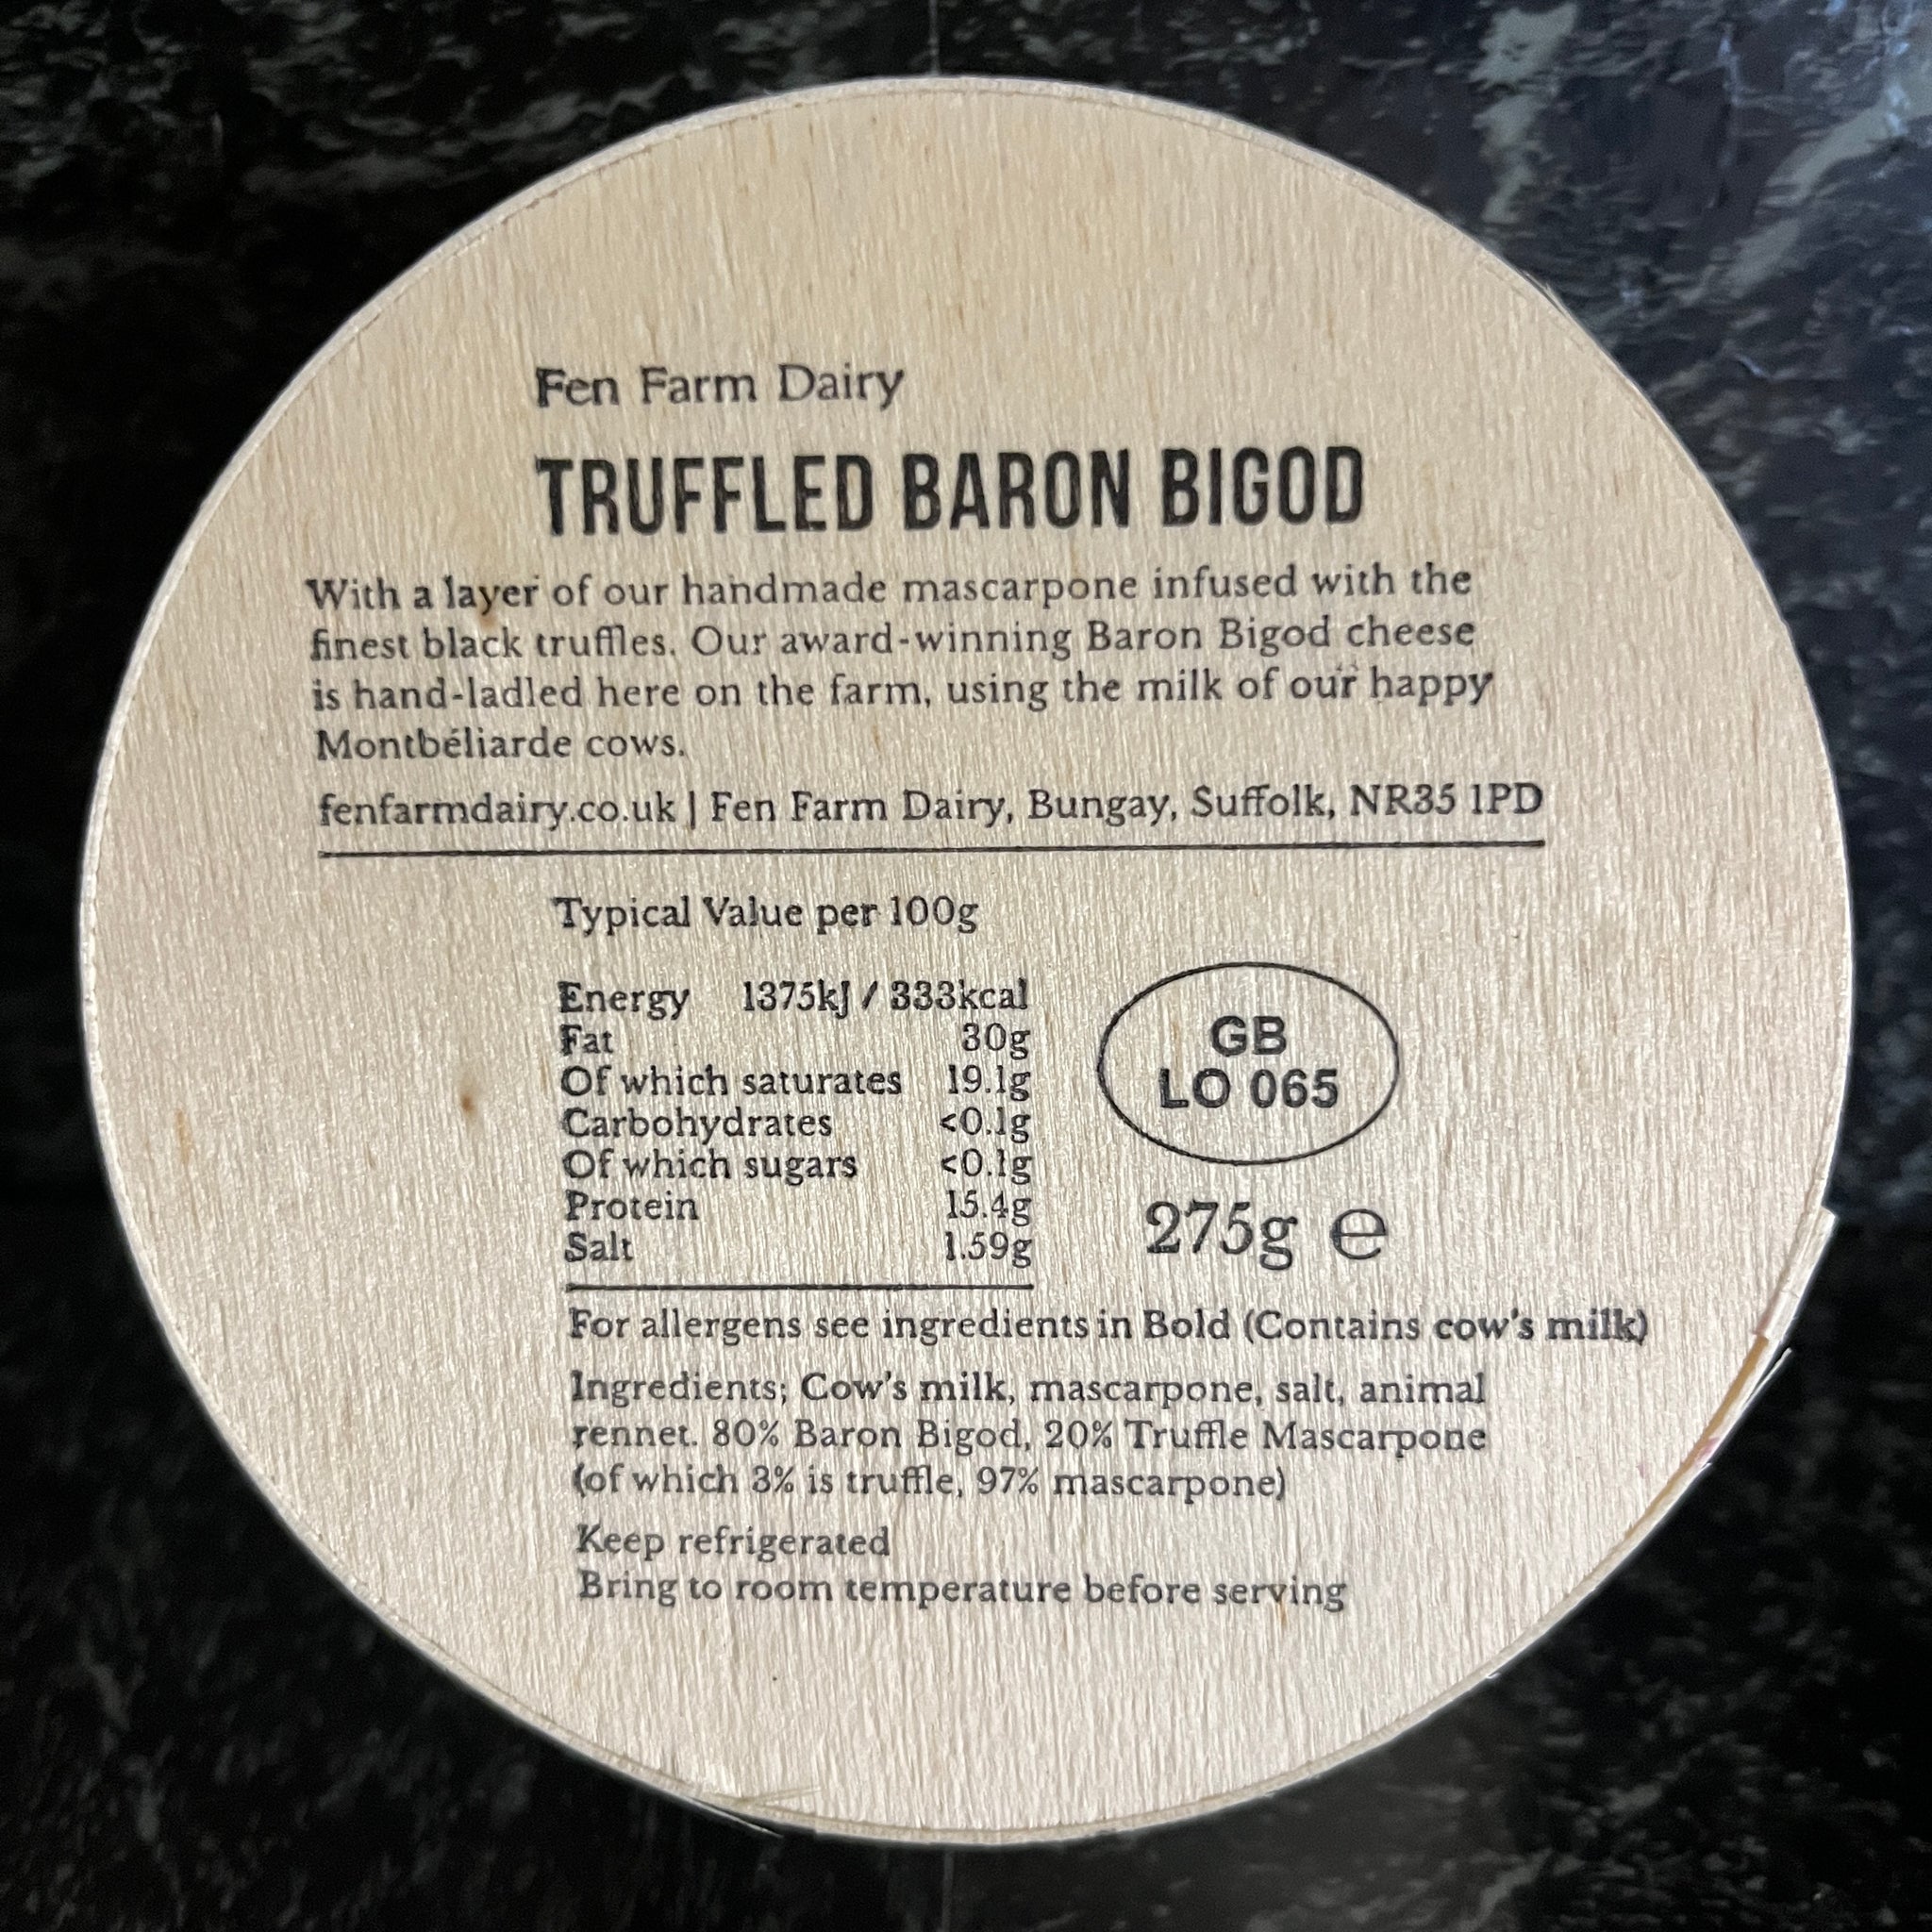 Fen Farm Dairy
TRUFFLED BARON BIGOD
With a layer of our handmade mascarpone infused with the
finest black truffles. Our award-winning Baron Bigod cheese
is hand-ladled here on the farm, using the milk of our happy
Montbéliarde cows.
fenfarmdairy.co.uk | Fen Farm Dairy, Bungay, Suffolk, NR35 1PD
Typical Value per 100g
Energy 1375kJ / 333kcal
Fat 30g
Of which saturates 19.1g
Carbohydrates <0.1g
Of which sugars <0.1g
Protein 15.4g
Salt 1.59g
GB
LO 065
275g ℮
For allergens see ingredients in Bold (Contains cow's milk)
Ingredients; Cow's milk, mascarpone, salt, animal
rennet. 80% Baron Bigod, 20% Truffle Mascarpone
(of which 3% is truffle, 97% mascarpone)
Keep refrigerated
Bring to room temperature before serving